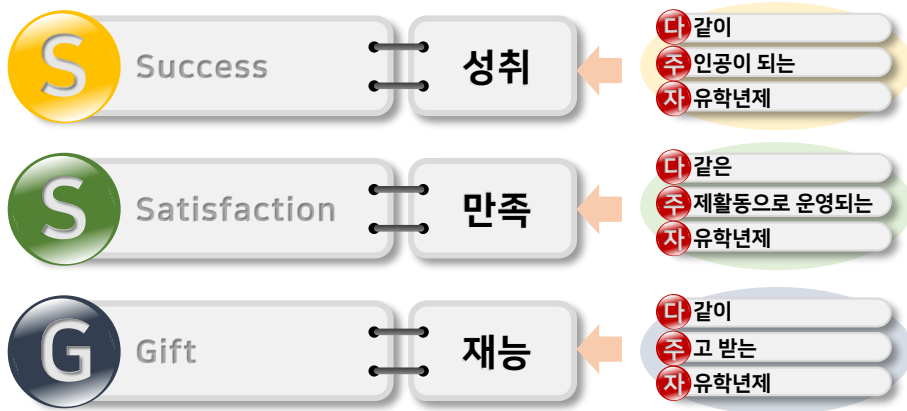 S Success 성취
다같이
주인공이 되는
자유학년제
S Satisfaction 만족
다같은
주제활동으로 운영되는
자유학년제
G Gift 재능
다같이
주고 받는
자유학년제